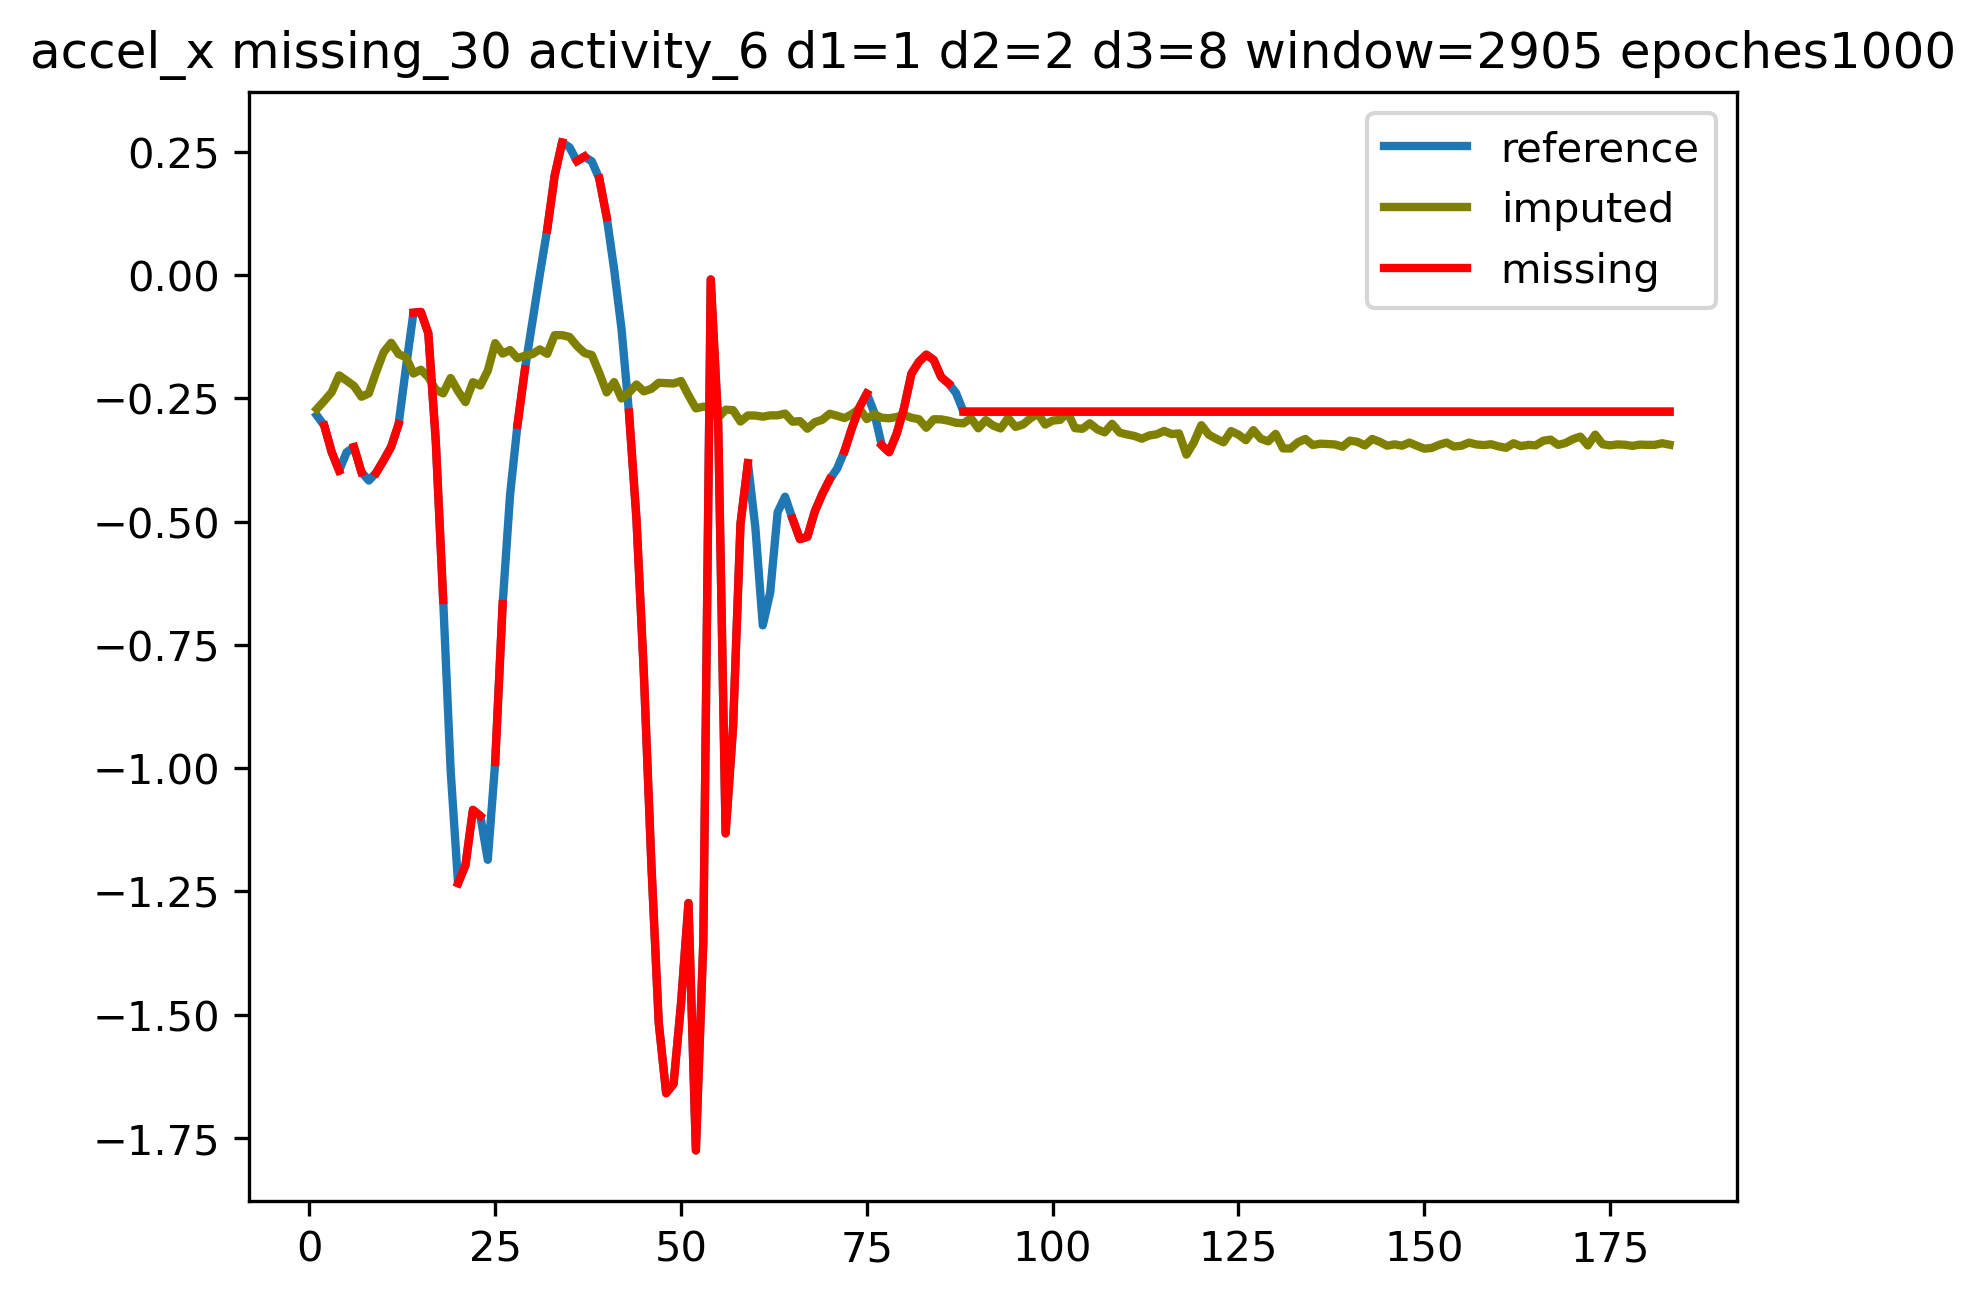 accel_x missing_30 activity_6 d1=1 d2=2 d3=8 window=2905 epoches1000
reference
imputed
missing
0.25
0.00
−0.25
−0.50
−0.75
−1.00
−1.25
−1.50
−1.75
0 25 50 75 100 125 150 175